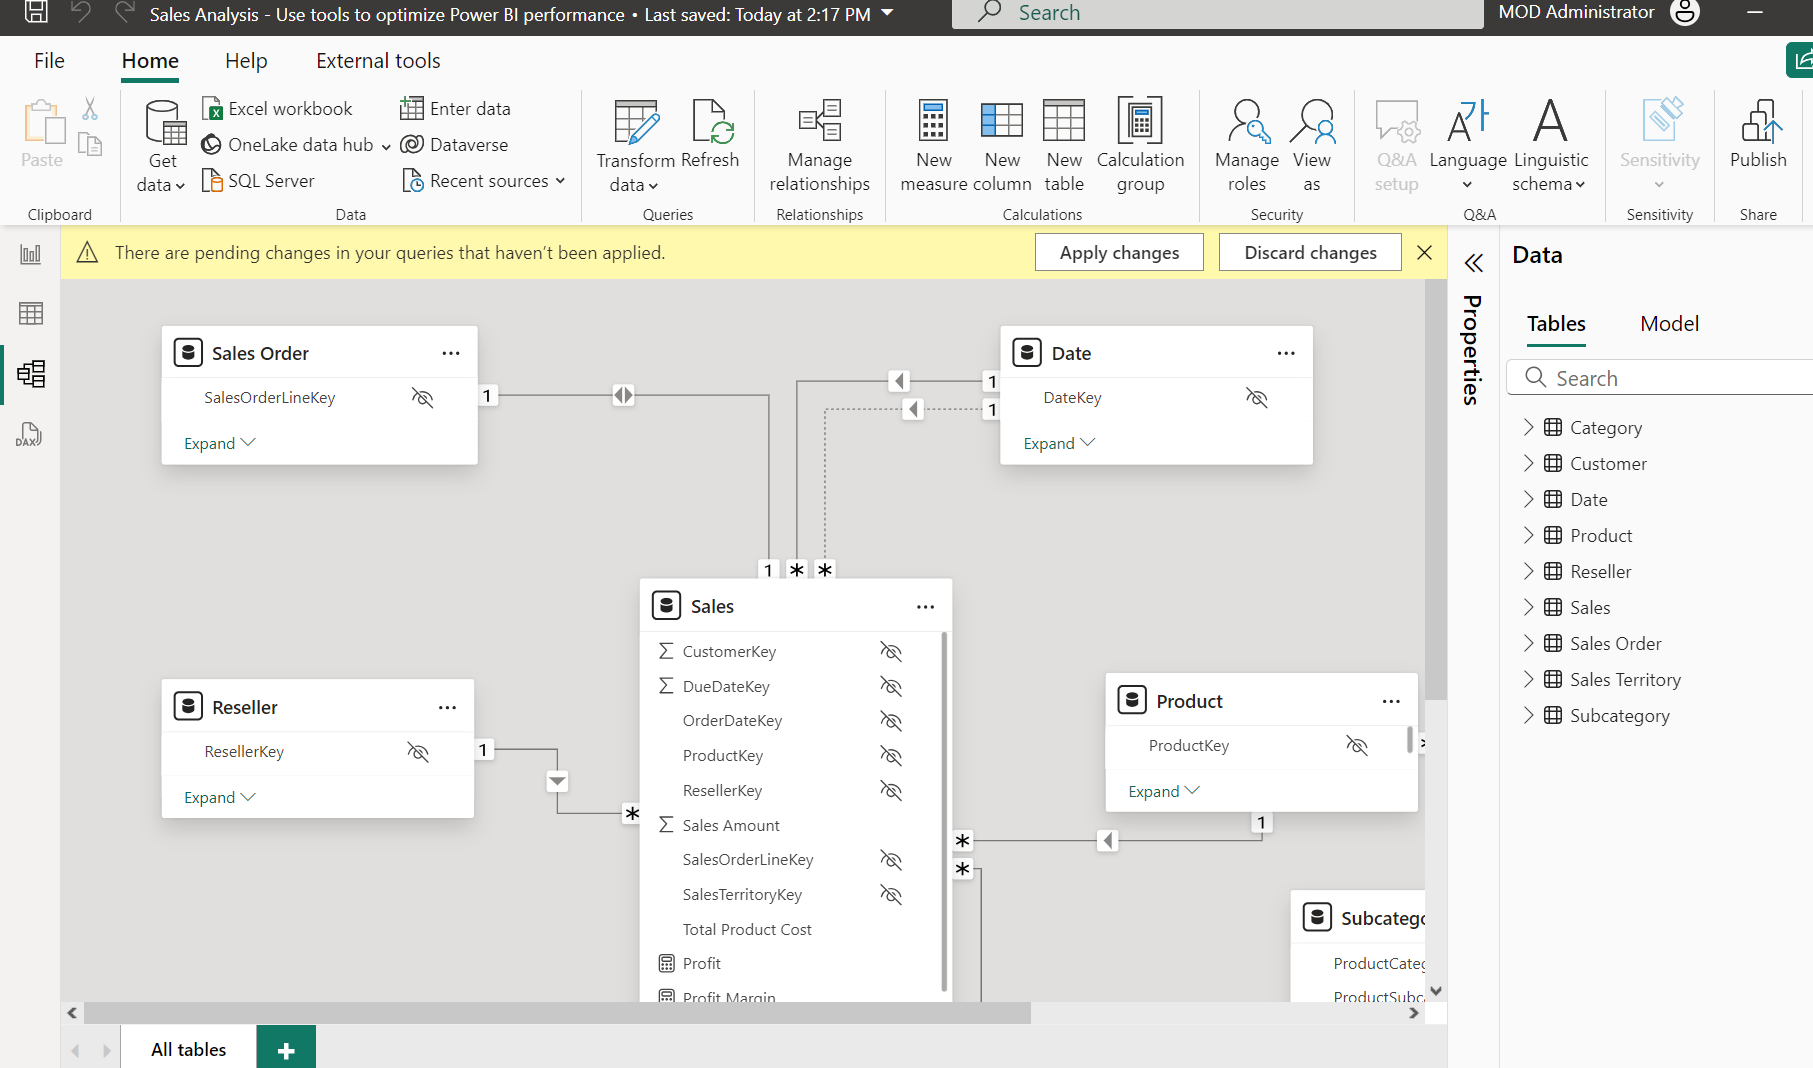 Sales Analysis - Use tools to optimize Power BI performance • Last saved: Today at 2:17 PM
Search
MOD Administrator
File
Home
Help
External tools
Paste
Clipboard
Get data
Excel workbook
OneLake data hub
SQL Server
Enter data
Dataverse
Recent sources
Data
Transform data
Refresh
Queries
Manage relationships
Relationships
New measure
New column
New table
Calculation group
Calculations
Manage roles
View as
Security
Q&A setup
Language
Linguistic schema
Q&A
Sensitivity
Sensitivity
Publish
Share
There are pending changes in your queries that haven't been applied.
Apply changes
Discard changes
DAX
Sales Order
SalesOrderLineKey
Expand
1
Date
DateKey
Expand
1
1
1
*
*
Sales
CustomerKey
DueDateKey
OrderDateKey
ProductKey
ResellerKey
Sales Amount
SalesOrderLineKey
SalesTerritoryKey
Total Product Cost
Profit
Profit Margin
Reseller
ResellerKey
Expand
1
*
Product
ProductKey
Expand
1
*
*
Subcatego
ProductCateg
ProductSubc
All tables
Properties
Data
Tables
Model
Search
Category
Customer
Date
Product
Reseller
Sales
Sales Order
Sales Territory
Subcategory